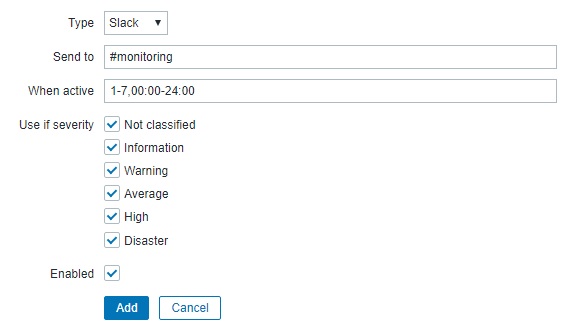 Type Slack ▼
Send to #monitoring
When active 1-7,00:00-24:00
Use if severity Not classified
Information
Warning
Average
High
Disaster
Enabled
Add Cancel